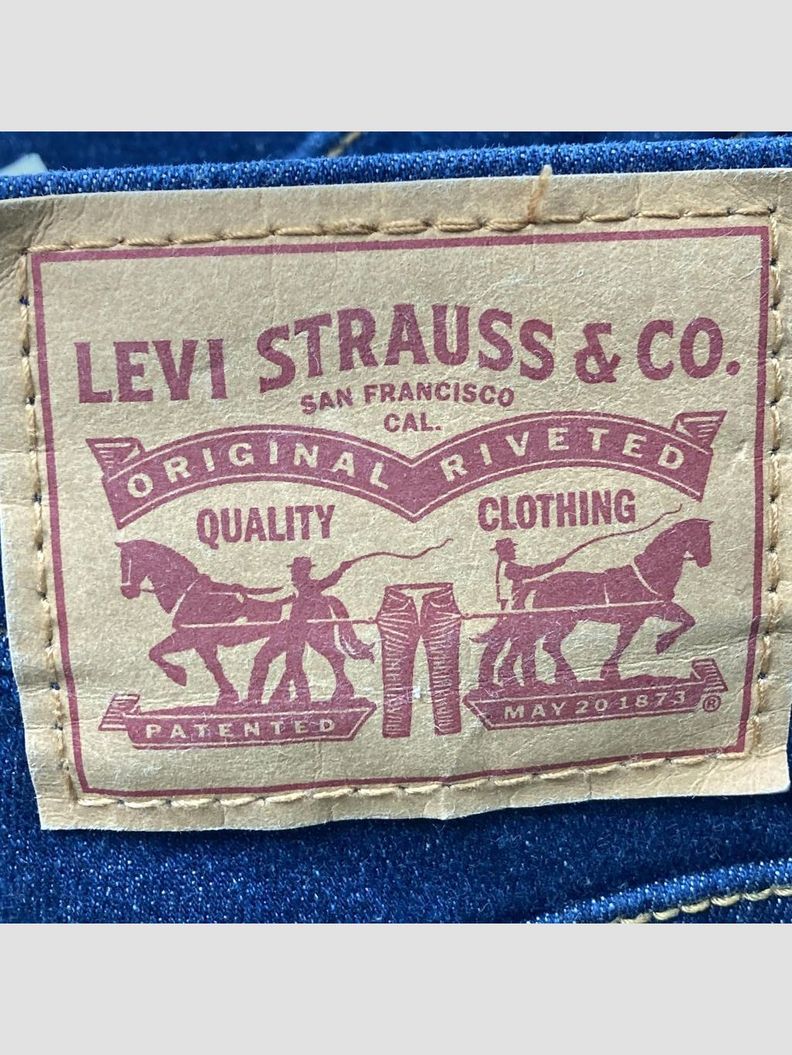 LEVI STRAUSS & CO.
SAN FRANCISCO
CAL.
ORIGINAL RIVETED
QUALITY CLOTHING
PATENTED MAY 20 1873 ®